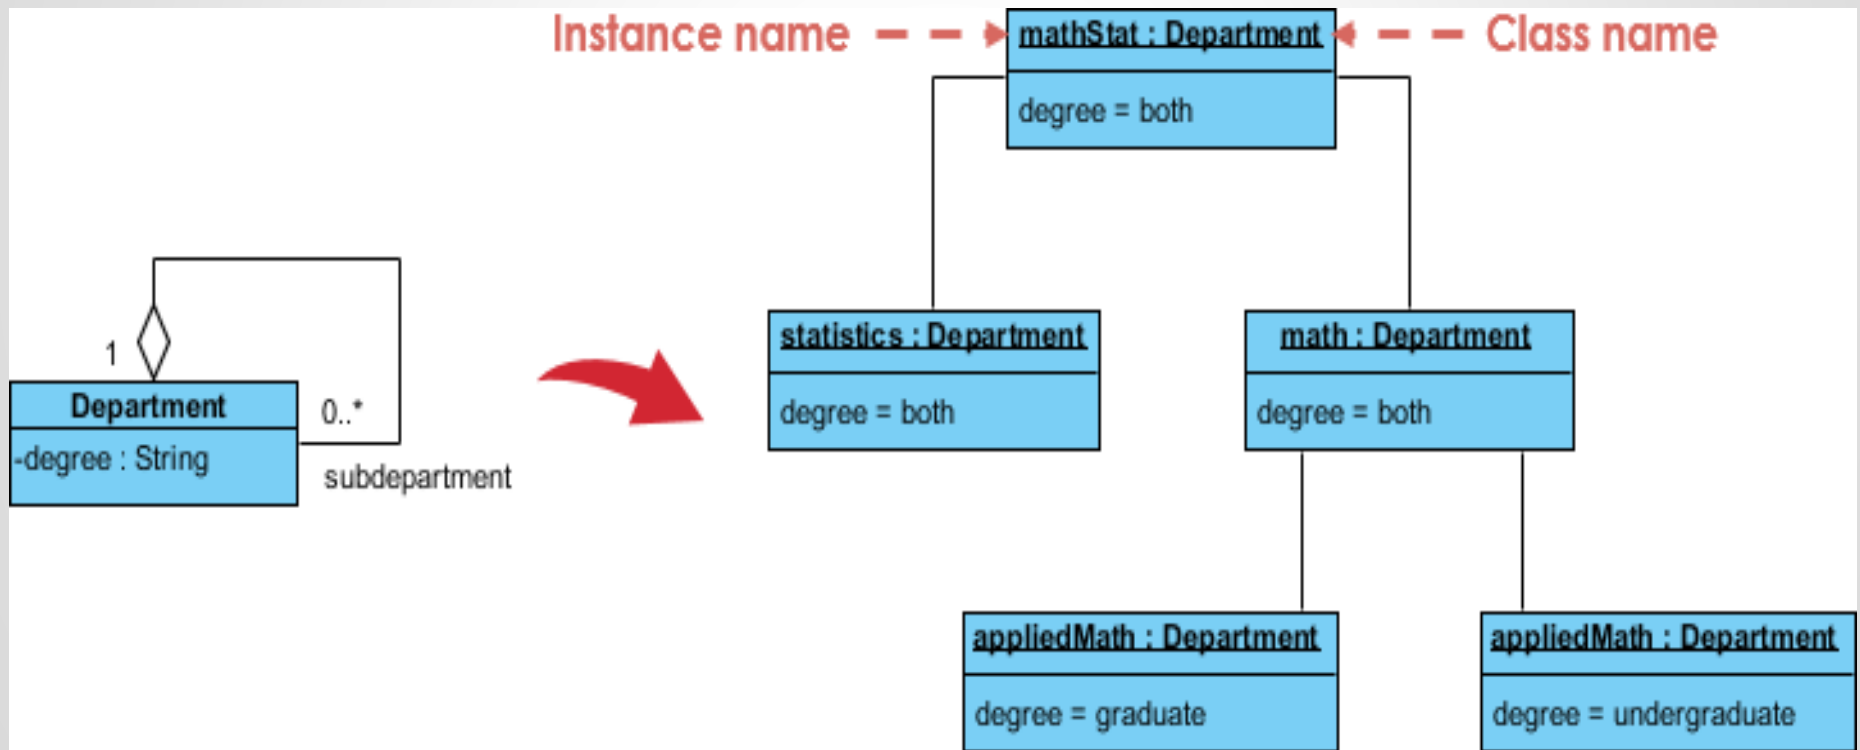 Instance name
mathStat : Department
Class name
degree = both
statistics : Department
degree = both
math : Department
degree = both
1
Department
0..*
-degree : String
subdepartment
appliedMath : Department
degree = graduate
appliedMath : Department
degree = undergraduate